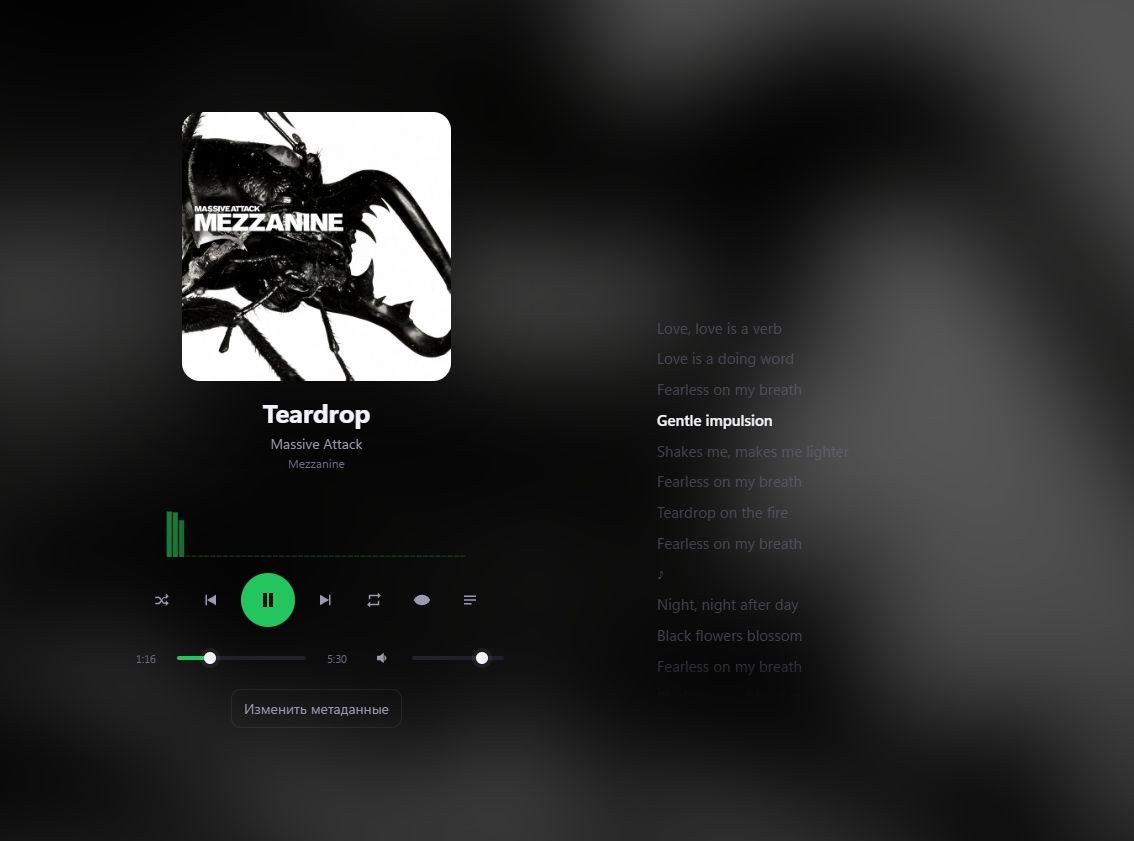 MASSIVE ATTACK
MEZZANINE
Teardrop
Massive Attack
Mezzanine
1:16
5:30
Изменить метаданные
Love, love is a verb
Love is a doing word
Fearless on my breath
Gentle impulsion
Shakes me, makes me lighter
Fearless on my breath
Teardrop on the fire
Fearless on my breath
♪
Night, night after day
Black flowers blossom
Fearless on my breath